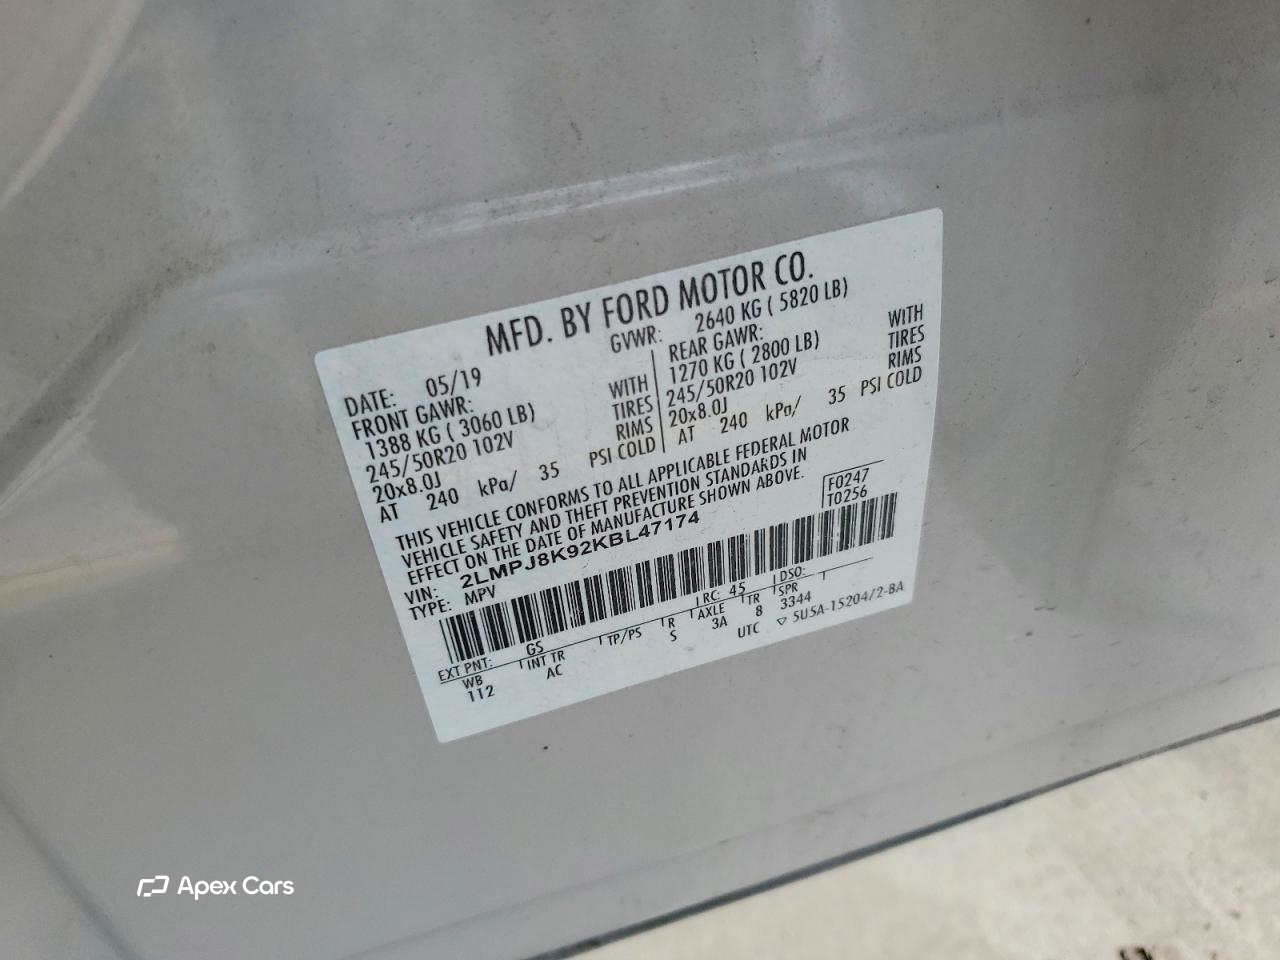 MFD. BY FORD MOTOR CO.
DATE: 05/19 GVWR: 2640 KG ( 5820 LB)
FRONT GAWR:
1388 KG ( 3060 LB) WITH
245/50R20 102V TIRES
20x8.0J RIMS
AT 240 kPa/ 35 PSI COLD
REAR GAWR:
1270 KG ( 2800 LB) WITH
245/50R20 102V TIRES
20x8.0J RIMS
AT 240 kPa/ 35 PSI COLD
THIS VEHICLE CONFORMS TO ALL APPLICABLE FEDERAL MOTOR
VEHICLE SAFETY AND THEFT PREVENTION STANDARDS IN
EFFECT ON THE DATE OF MANUFACTURE SHOWN ABOVE.
VIN: 2LMPJ8K92KBL47174
TYPE: MPV
F0247
T0256
EXT PNT: GS RC: 45 DSO:
WB INT TR TP/PS R AXLE TR SPR
112 AC S 3A 8 3344
UTC ▽ 5U5A-15204/2-BA
Apex Cars